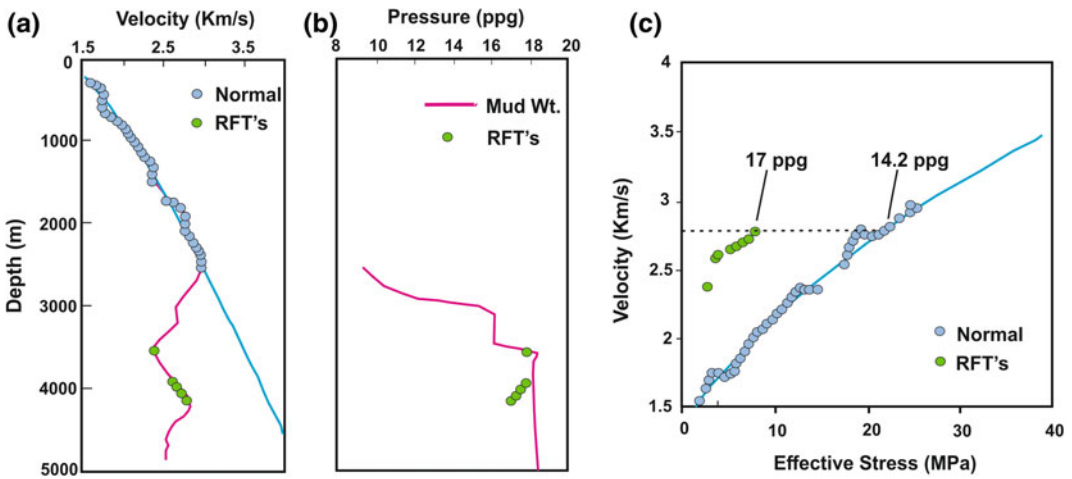 (a)
Velocity (Km/s)
1.5 2.5 3.5
0
1000
2000
3000
4000
5000
Depth (m)
Normal
RFT's
(b)
Pressure (ppg)
8 10 12 14 16 18 20
Mud Wt.
RFT's
(c)
4
3.5
3
2.5
2
1.5
Velocity (Km/s)
17 ppg
14.2 ppg
Normal
RFT's
0 10 20 30 40
Effective Stress (MPa)